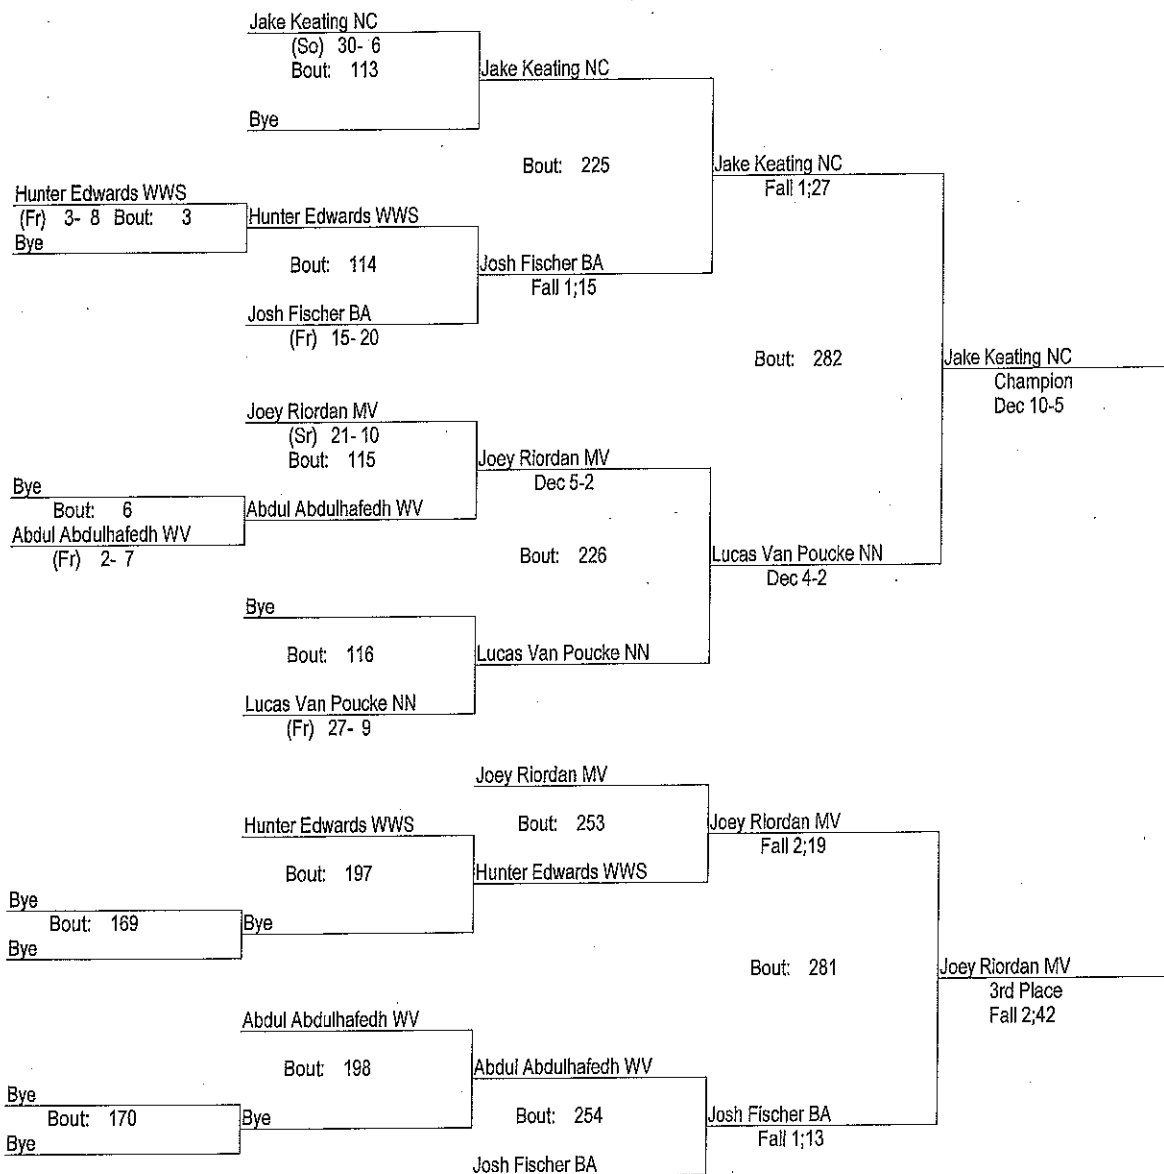 Jake Keating NC
(So) 30- 6
Bout: 113
Jake Keating NC
Bye
Bout: 225
Jake Keating NC
Fall 1;27
Hunter Edwards WWS
(Fr) 3- 8 Bout: 3
Bye
Hunter Edwards WWS
Bout: 114
Josh Fischer BA
Fall 1;15
Josh Fischer BA
(Fr) 15- 20
Bout: 282
Jake Keating NC
Champion
Dec 10-5
Joey Riordan MV
(Sr) 21- 10
Bout: 115
Joey Riordan MV
Dec 5-2
Bye
Bout: 6
Abdul Abdulhafedh WV
(Fr) 2- 7
Abdul Abdulhafedh WV
Bout: 226
Lucas Van Poucke NN
Dec 4-2
Bye
Bout: 116
Lucas Van Poucke NN
Lucas Van Poucke NN
(Fr) 27- 9
Joey Riordan MV
Bout: 253
Joey Riordan MV
Fall 2;19
Hunter Edwards WWS
Bout: 197
Hunter Edwards WWS
Bye
Bout: 169
Bye
Bye
Bout: 281
Joey Riordan MV
3rd Place
Fall 2;42
Abdul Abdulhafedh WV
Bout: 198
Abdul Abdulhafedh WV
Bye
Bout: 170
Bye
Bye
Bout: 254
Josh Fischer BA
Fall 1;13
Josh Fischer BA